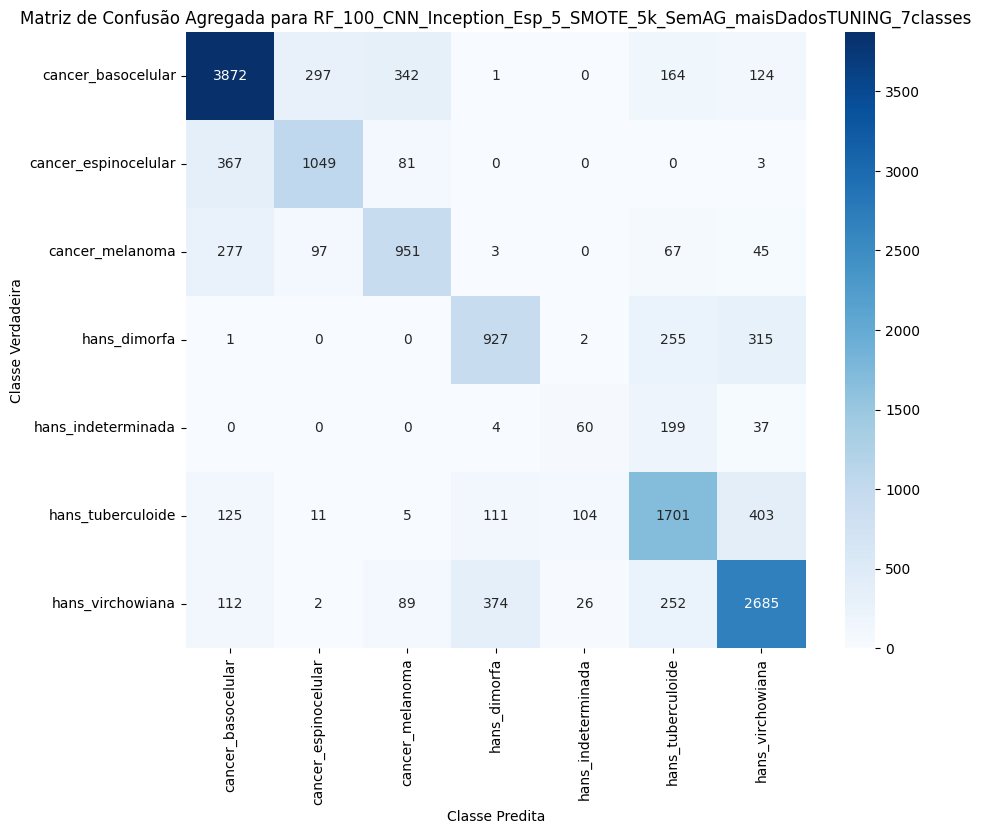 Matriz de Confusão Agregada para RF_100_CNN_Inception_Esp_5_SMOTE_5k_SemAG_maisDadosTUNING_7classes
Classe Verdadeira
cancer_basocelular 3872 297 342 1 0 164 124
cancer_espinocelular 367 1049 81 0 0 0 3
cancer_melanoma 277 97 951 3 0 67 45
hans_dimorfa 1 0 0 927 2 255 315
hans_indeterminada 0 0 0 4 60 199 37
hans_tuberculoide 125 11 5 111 104 1701 403
hans_virchowiana 112 2 89 374 26 252 2685
cancer_basocelular
cancer_espinocelular
cancer_melanoma
hans_dimorfa
hans_indeterminada
hans_tuberculoide
hans_virchowiana
Classe Predita
3500
3000
2500
2000
1500
1000
500
0